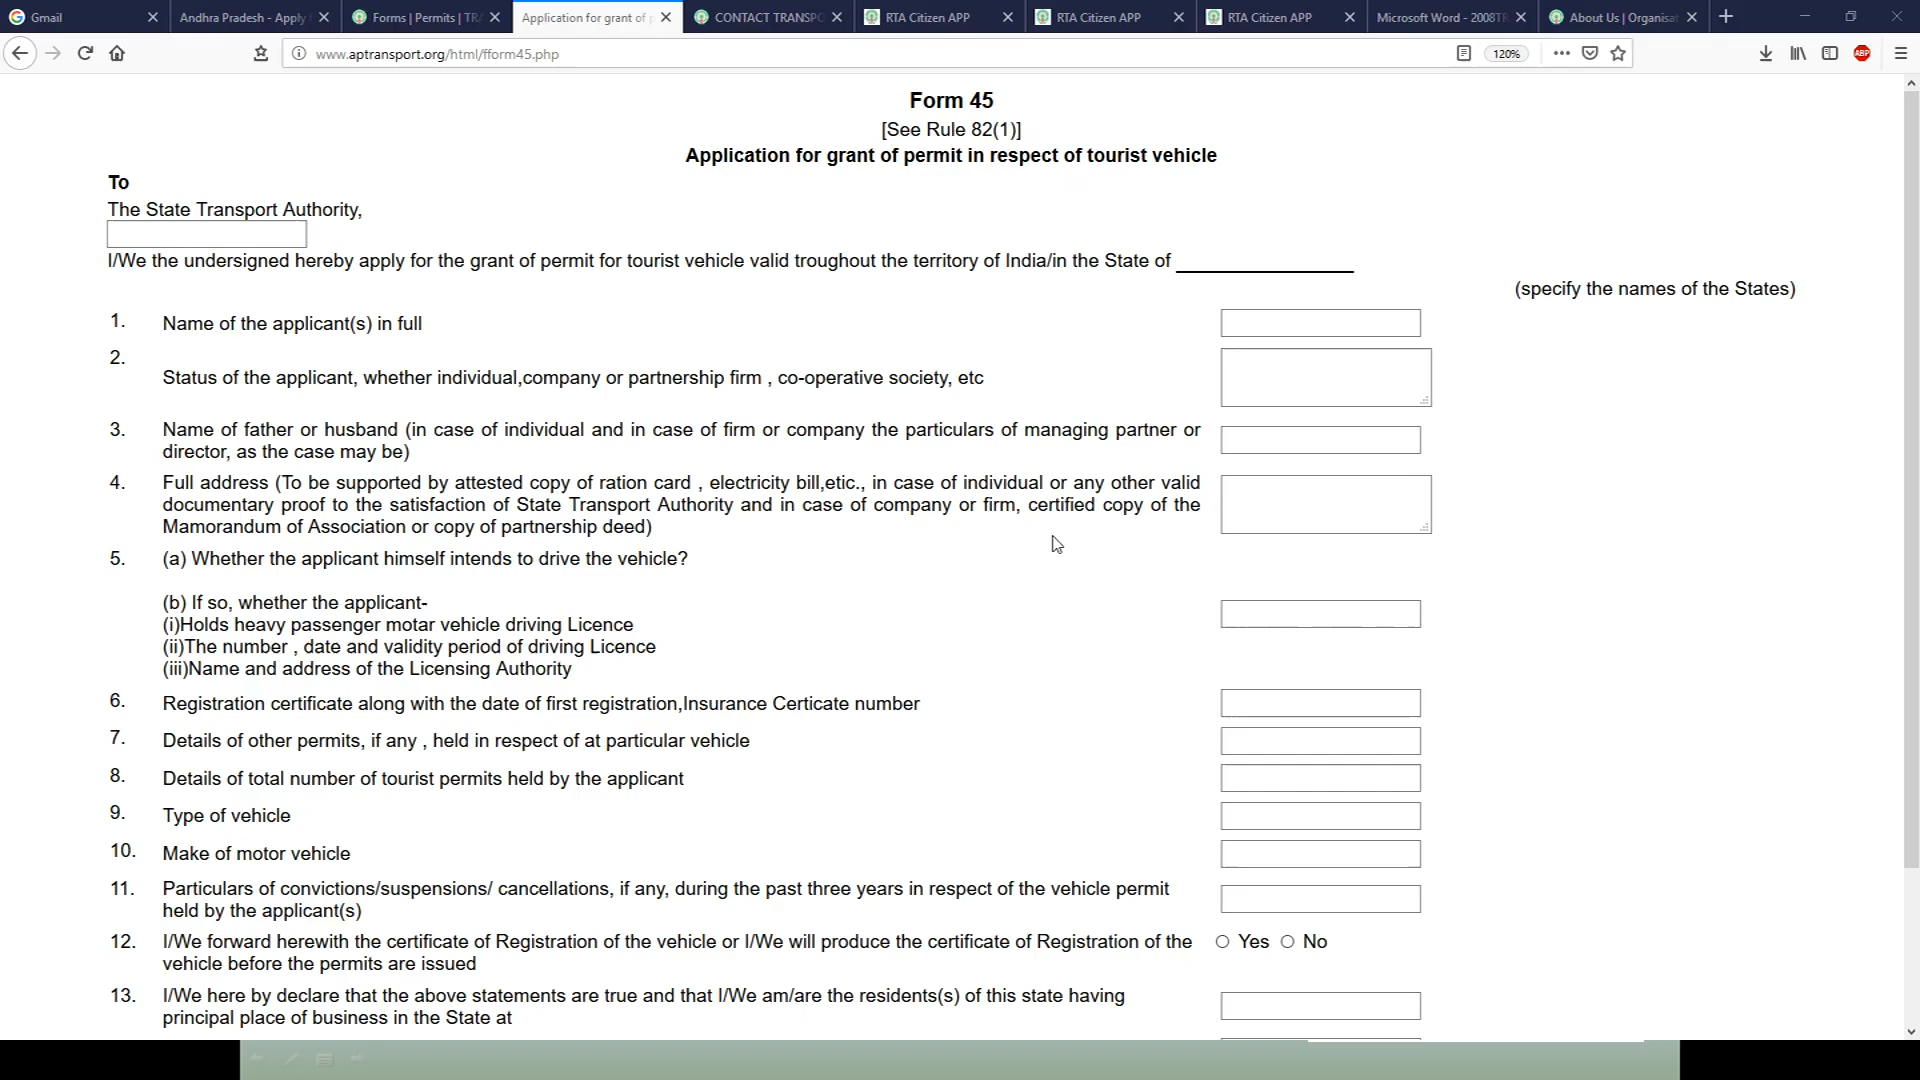 Gmail
Andhra Pradesh - Apply
Forms | Permits | TRA
Application for grant of p
CONTACT TRANSPO
RTA Citizen APP
RTA Citizen APP
RTA Citizen APP
Microsoft Word - 2008TR
About Us | Organisat
www.aptransport.org/html/fform45.php
120%
ABP
Form 45
[See Rule 82(1)]
Application for grant of permit in respect of tourist vehicle
To
The State Transport Authority,
I/We the undersigned hereby apply for the grant of permit for tourist vehicle valid troughout the territory of India/in the State of
(specify the names of the States)
1. Name of the applicant(s) in full
2. Status of the applicant, whether individual,company or partnership firm , co-operative society, etc
3. Name of father or husband (in case of individual and in case of firm or company the particulars of managing partner or
director, as the case may be)
4. Full address (To be supported by attested copy of ration card , electricity bill,etic., in case of individual or any other valid
documentary proof to the satisfaction of State Transport Authority and in case of company or firm, certified copy of the
Mamorandum of Association or copy of partnership deed)
5. (a) Whether the applicant himself intends to drive the vehicle?
(b) If so, whether the applicant-
(i)Holds heavy passenger motar vehicle driving Licence
(ii)The number , date and validity period of driving Licence
(iii)Name and address of the Licensing Authority
6. Registration certificate along with the date of first registration,Insurance Certicate number
7. Details of other permits, if any , held in respect of at particular vehicle
8. Details of total number of tourist permits held by the applicant
9. Type of vehicle
10. Make of motor vehicle
11. Particulars of convictions/suspensions/ cancellations, if any, during the past three years in respect of the vehicle permit
held by the applicant(s)
12. I/We forward herewith the certificate of Registration of the vehicle or I/We will produce the certificate of Registration of the
vehicle before the permits are issued
Yes No
13. I/We here by declare that the above statements are true and that I/We am/are the residents(s) of this state having
principal place of business in the State at